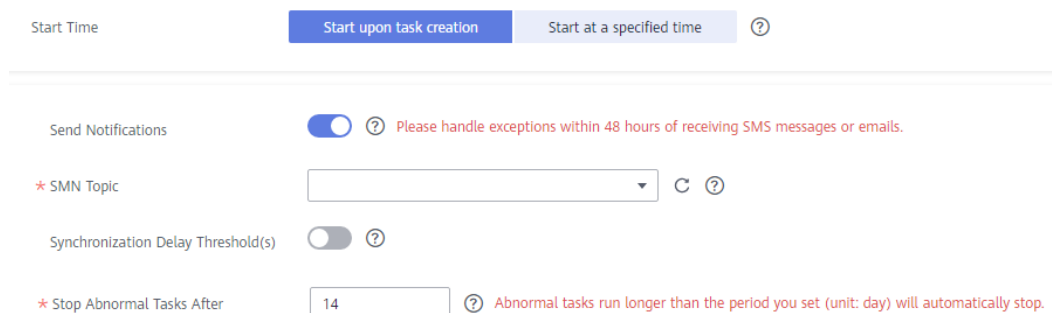 Start Time Start upon task creation Start at a specified time ?
Send Notifications ? Please handle exceptions within 48 hours of receiving SMS messages or emails.
* SMN Topic ?
Synchronization Delay Threshold(s) ?
* Stop Abnormal Tasks After 14 ? Abnormal tasks run longer than the period you set (unit: day) will automatically stop.